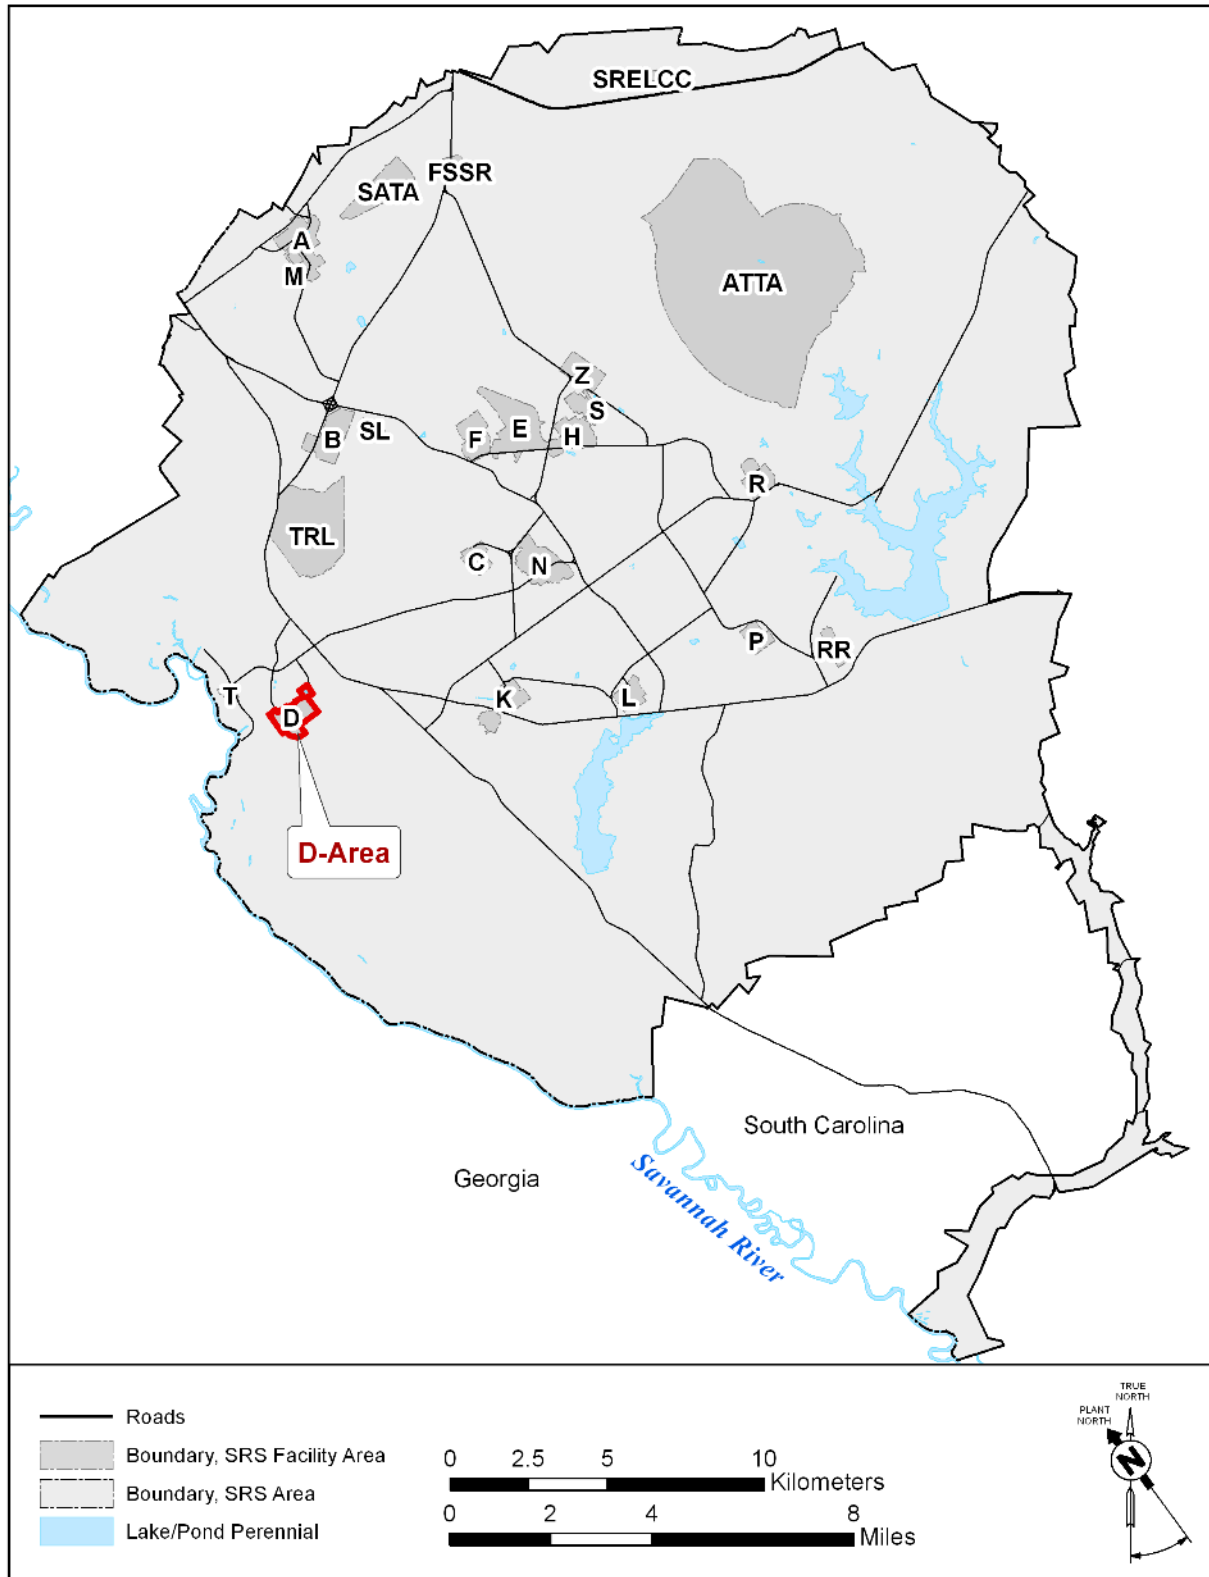 SRELCC
FSSR
SATA
A
M
ATTA
Z
S
B
SL
F
E
H
R
TRL
C
N
P
RR
T
D
K
L
D-Area
South Carolina
Georgia
Savannah River
Roads
Boundary, SRS Facility Area
Boundary, SRS Area
Lake/Pond Perennial
0 2.5 5 10
Kilometers
0 2 4 8
Miles
TRUE
NORTH
PLANT
NORTH
N